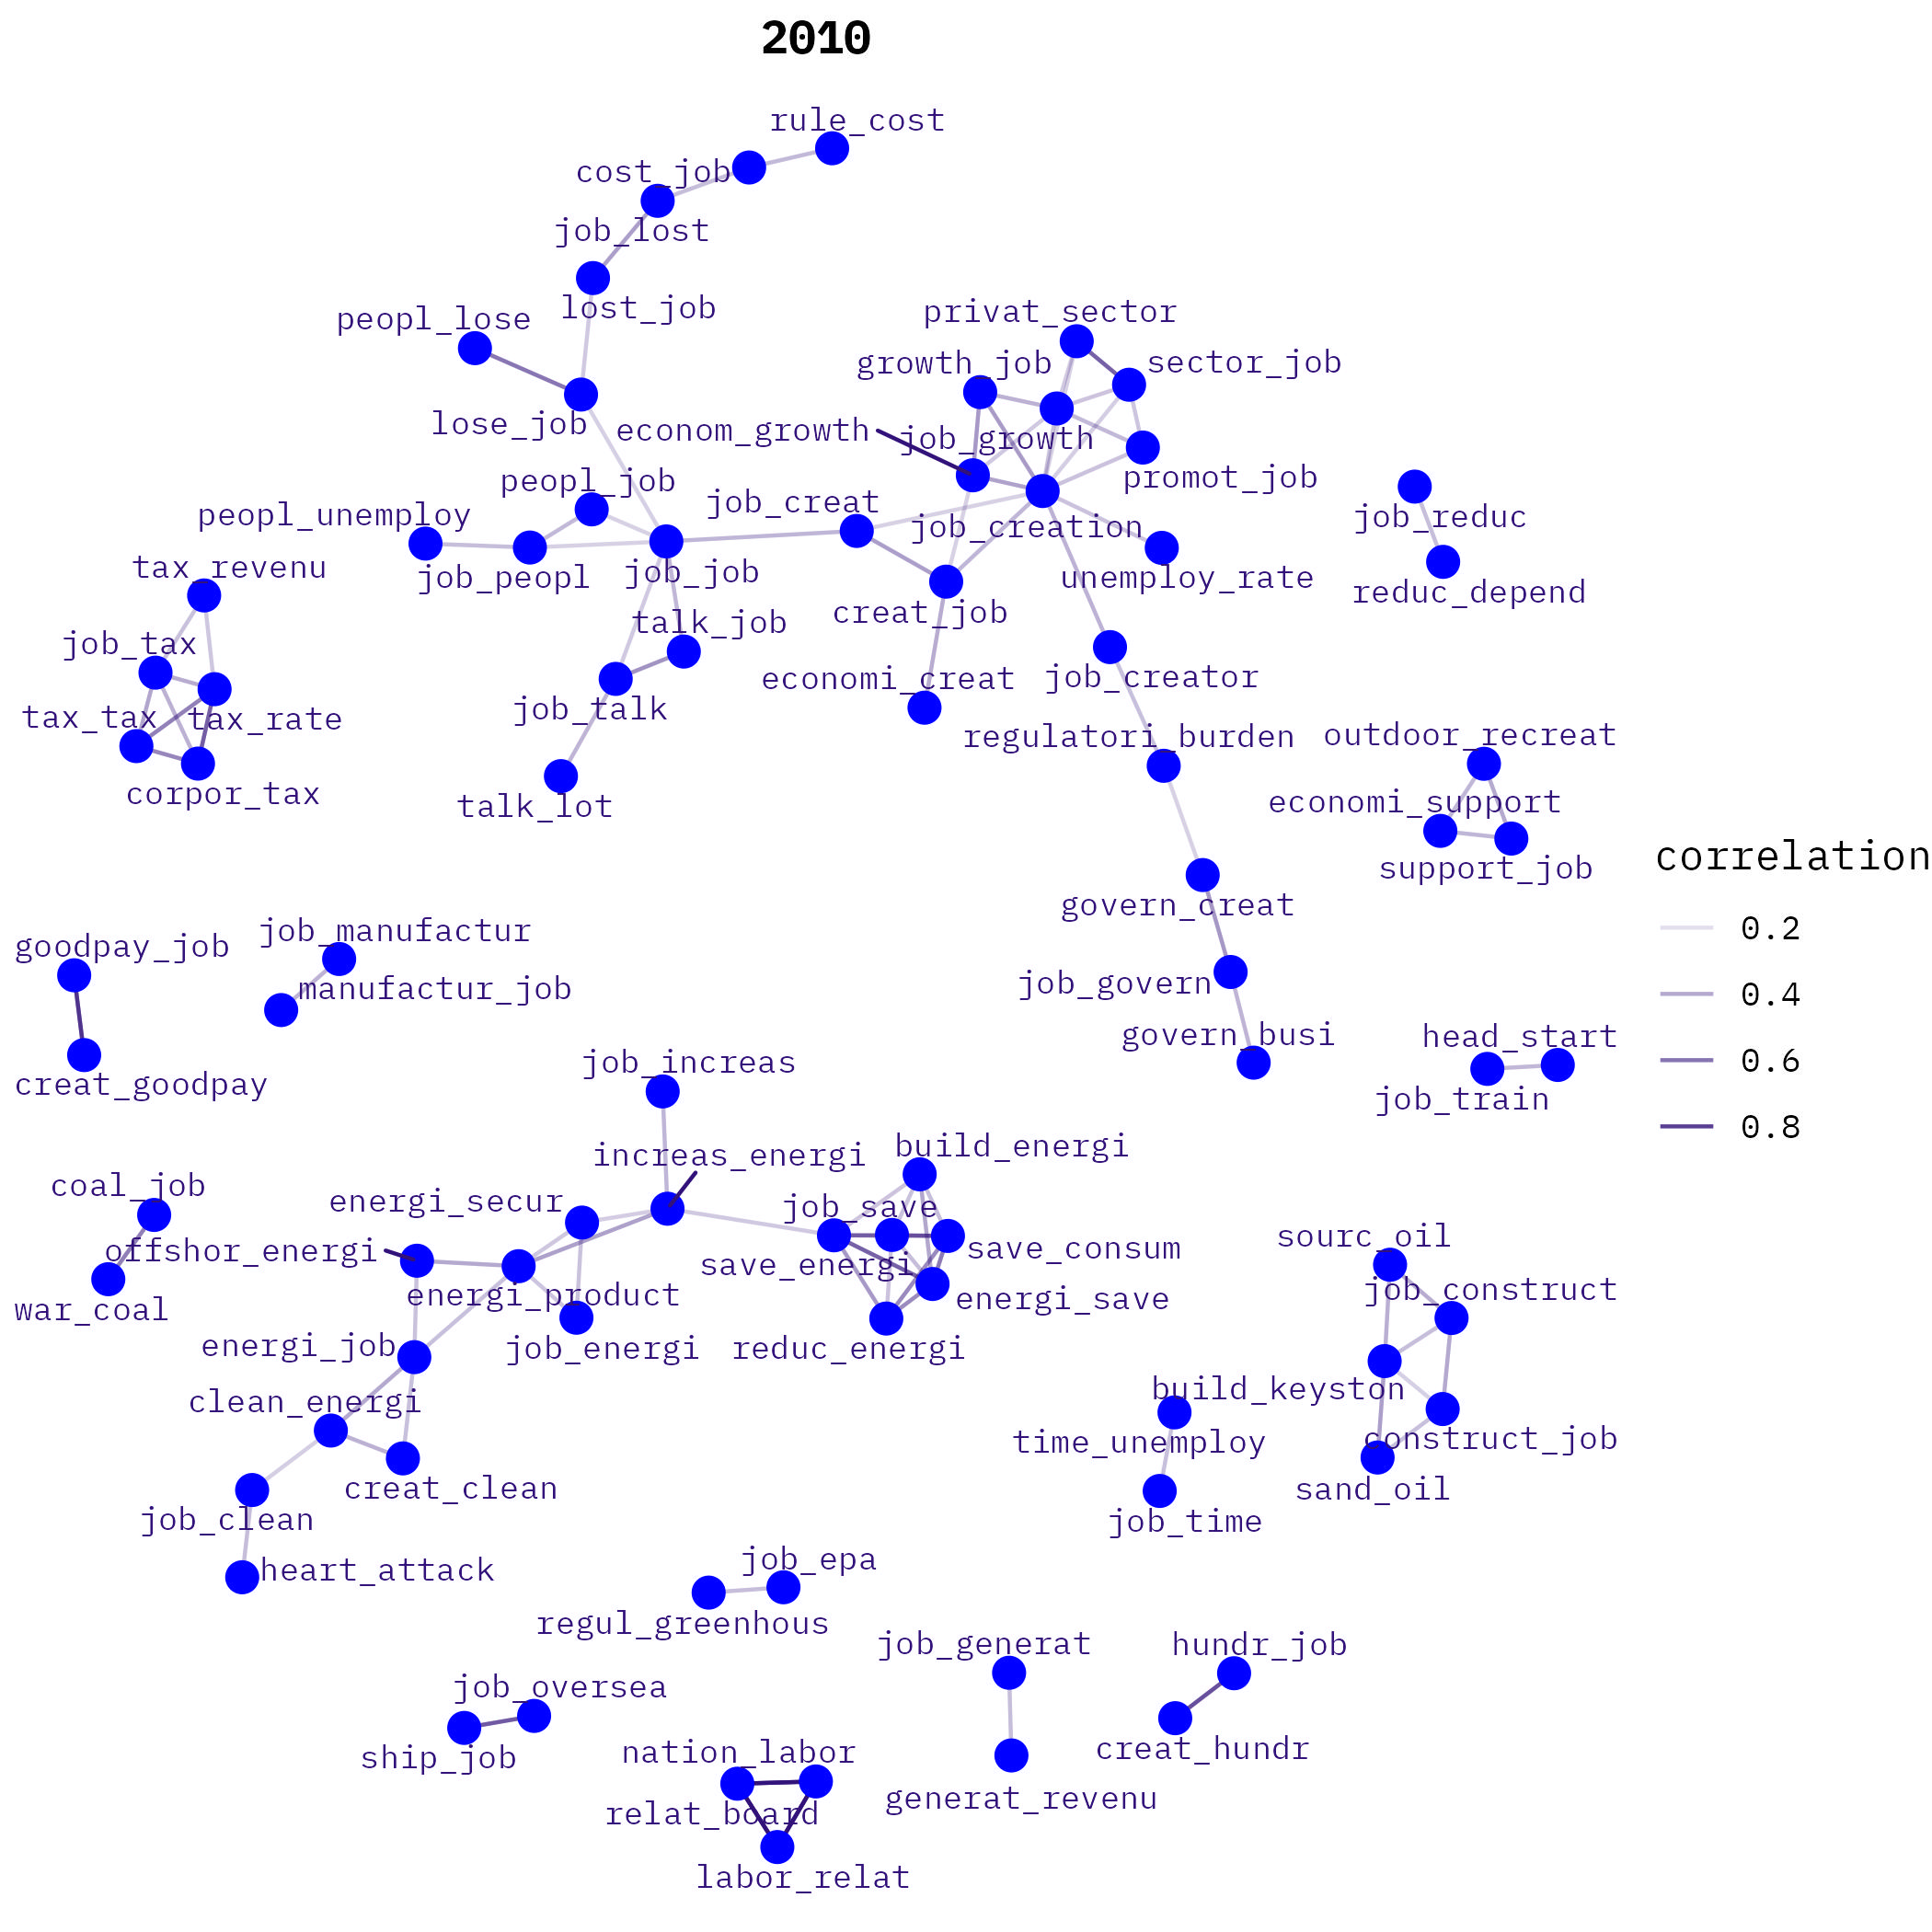 2010
rule_cost
cost_job
job_lost
lost_job
peopl_lose
lose_job
privat_sector
growth_job
sector_job
econom_growth
job_growth
promot_job
peopl_job
job_creat
peopl_unemploy
job_creation
job_reduc
tax_revenu
job_peopl
job_job
unemploy_rate
reduc_depend
talk_job
creat_job
job_tax
economi_creat
job_creator
tax_tax
tax_rate
job_talk
regulatori_burden
outdoor_recreat
corpor_tax
talk_lot
economi_support
support_job
correlation
0.2
0.4
0.6
0.8
govern_creat
goodpay_job
job_manufactur
manufactur_job
job_govern
govern_busi
head_start
creat_goodpay
job_increas
job_train
increas_energi
build_energi
coal_job
energi_secur
job_save
offshor_energi
save_energi
save_consum
sourc_oil
war_coal
energi_product
energi_save
job_construct
energi_job
job_energi
reduc_energi
clean_energi
build_keyston
time_unemploy
construct_job
creat_clean
sand_oil
job_clean
job_time
heart_attack
job_epa
regul_greenhous
job_generat
hundr_job
job_oversea
ship_job
nation_labor
creat_hundr
relat_board
generat_revenu
labor_relat